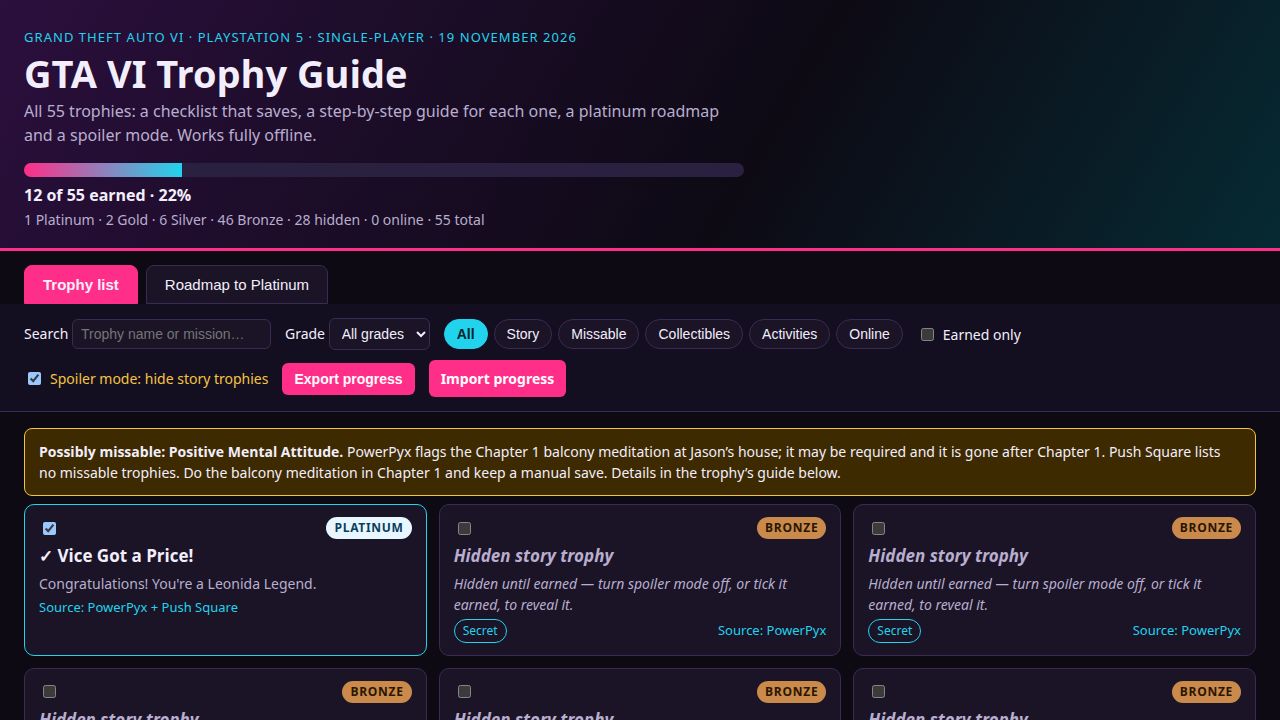 GRAND THEFT AUTO VI · PLAYSTATION 5 · SINGLE-PLAYER · 19 NOVEMBER 2026
GTA VI Trophy Guide
All 55 trophies: a checklist that saves, a step-by-step guide for each one, a platinum roadmap
and a spoiler mode. Works fully offline.
12 of 55 earned · 22%
1 Platinum · 2 Gold · 6 Silver · 46 Bronze · 28 hidden · 0 online · 55 total
Trophy list
Roadmap to Platinum
Search Trophy name or mission… Grade All grades All Story Missable Collectibles Activities Online Earned only
Spoiler mode: hide story trophies Export progress Import progress
Possibly missable: Positive Mental Attitude. PowerPyx flags the Chapter 1 balcony meditation at Jason's house; it may be required and it is gone after Chapter 1. Push Square lists
no missable trophies. Do the balcony meditation in Chapter 1 and keep a manual save. Details in the trophy's guide below.
PLATINUM
✓ Vice Got a Price!
Congratulations! You're a Leonida Legend.
Source: PowerPyx + Push Square
BRONZE
Hidden story trophy
Hidden until earned — turn spoiler mode off, or tick it
earned, to reveal it.
Secret
Source: PowerPyx
BRONZE
Hidden story trophy
Hidden until earned — turn spoiler mode off, or tick it
earned, to reveal it.
Secret
Source: PowerPyx
BRONZE
Hidden story trophy
BRONZE
Hidden story trophy
BRONZE
Hidden story trophy